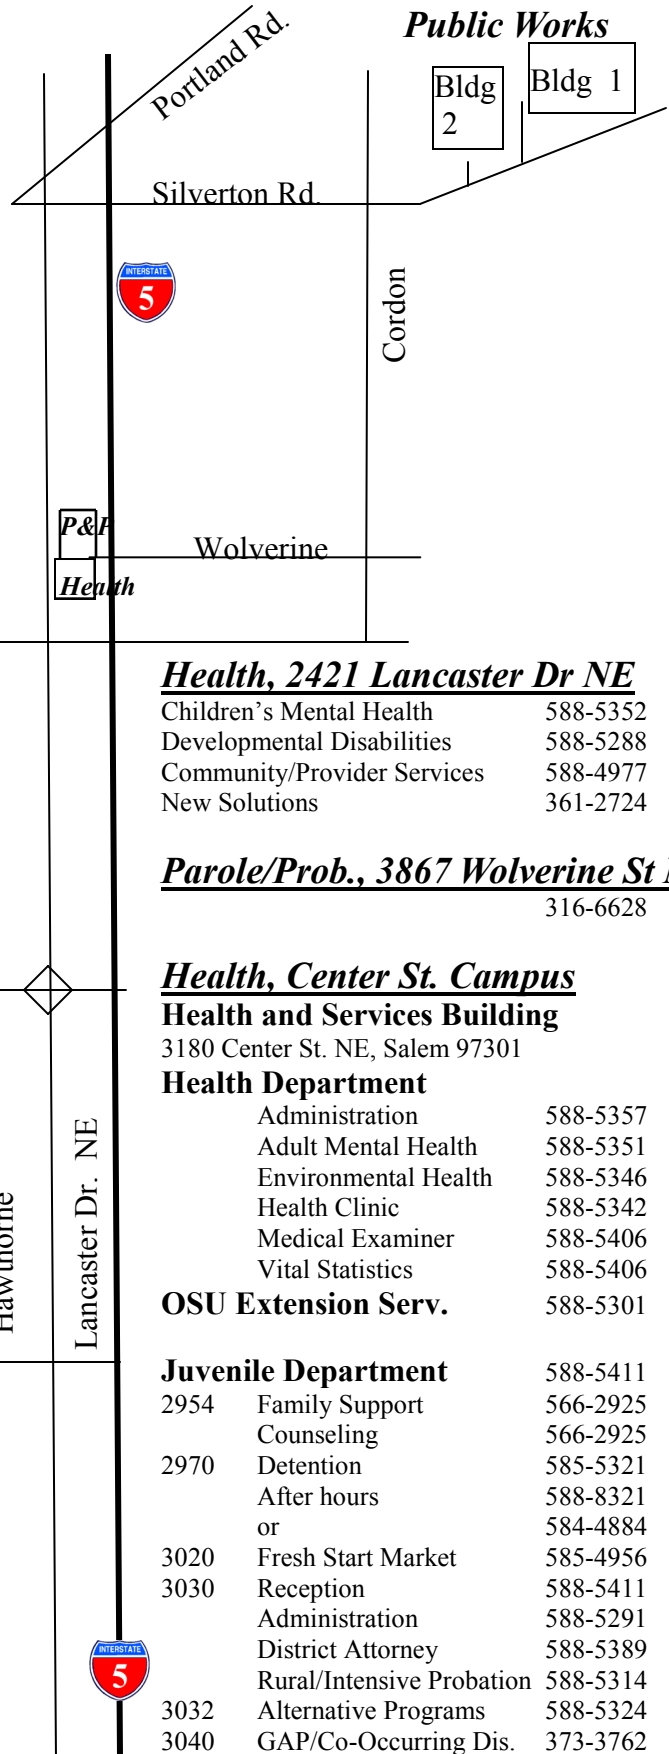 Public Works
Portland Rd.
Bldg 1
Bldg
2
Silverton Rd.
INTERSTATE
5
Cordon
P&P
Wolverine
Health
Health, 2421 Lancaster Dr NE
Children’s Mental Health 588-5352
Developmental Disabilities 588-5288
Community/Provider Services 588-4977
New Solutions 361-2724
Parole/Prob., 3867 Wolverine St
316-6628
Health, Center St. Campus
Health and Services Building
3180 Center St. NE, Salem 97301
Health Department
Administration 588-5357
Adult Mental Health 588-5351
Environmental Health 588-5346
Health Clinic 588-5342
Medical Examiner 588-5406
Vital Statistics 588-5406
OSU Extension Serv. 588-5301
Hawthorne
Lancaster Dr. NE
Juvenile Department 588-5411
2954 Family Support 566-2925
Counseling 566-2925
2970 Detention 585-5321
After hours 588-8321
or 584-4884
3020 Fresh Start Market 585-4956
3030 Reception 588-5411
Administration 588-5291
INTERSTATE
5
District Attorney 588-5389
Rural/Intensive Probation 588-5314
3032 Alternative Programs 588-5324
3040 GAP/Co-Occurring Dis. 373-3762